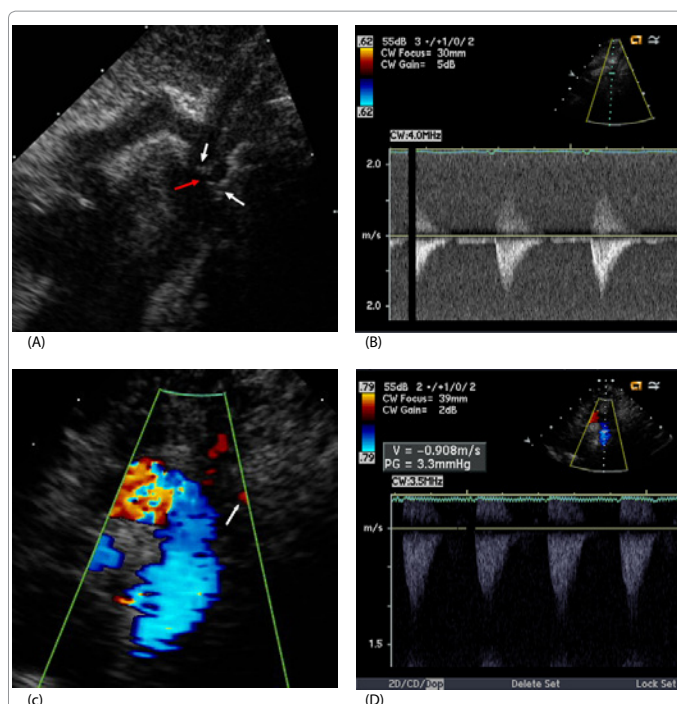 .62
.62
55dB 3 •/+1/0/2
CW Focus= 30mm
CW Gain= 5dB
CW:4.0MHz
2.0
m/s
2.0
(A)
(B)
.79
.79
55dB 2 •/+1/0/2
CW Focus= 39mm
CW Gain= 2dB
V = -0.908m/s
PG = 3.3mmHg
CW:3.5MHz
m/s
1.5
2D/CD/Dop Delete Set Lock Set
(c)
(D)